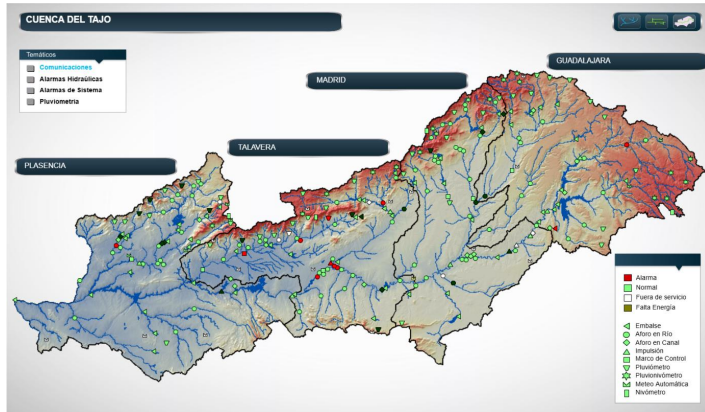 CUENCA DEL TAJO
Temáticos
Comunicaciones
Alarmas Hidraúlicas
Alarmas de Sistema
Pluviometria
GUADALAJARA
MADRID
TALAVERA
PLASENCIA
Alarma
Normal
Fuera de servicio
Falta Energía
Embalse
Aforo en Río
Aforo en Canal
Impulsión
Marco de Control
Pluviómetro
Pluvionivómetro
Meteo Automática
Nivómetro